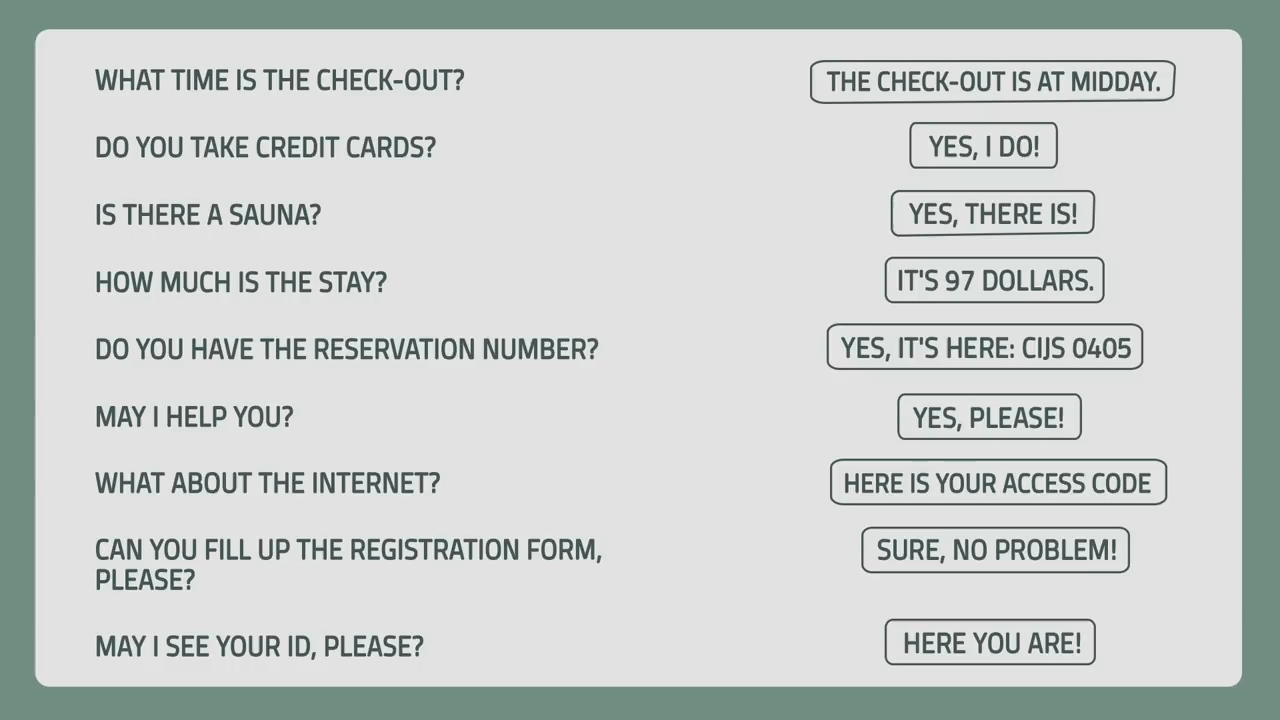 WHAT TIME IS THE CHECK-OUT?
THE CHECK-OUT IS AT MIDDAY.
DO YOU TAKE CREDIT CARDS?
YES, I DO!
IS THERE A SAUNA?
YES, THERE IS!
HOW MUCH IS THE STAY?
IT'S 97 DOLLARS.
DO YOU HAVE THE RESERVATION NUMBER?
YES, IT'S HERE: CIJS 0405
MAY I HELP YOU?
YES, PLEASE!
WHAT ABOUT THE INTERNET?
HERE IS YOUR ACCESS CODE
CAN YOU FILL UP THE REGISTRATION FORM,
PLEASE?
SURE, NO PROBLEM!
MAY I SEE YOUR ID, PLEASE?
HERE YOU ARE!